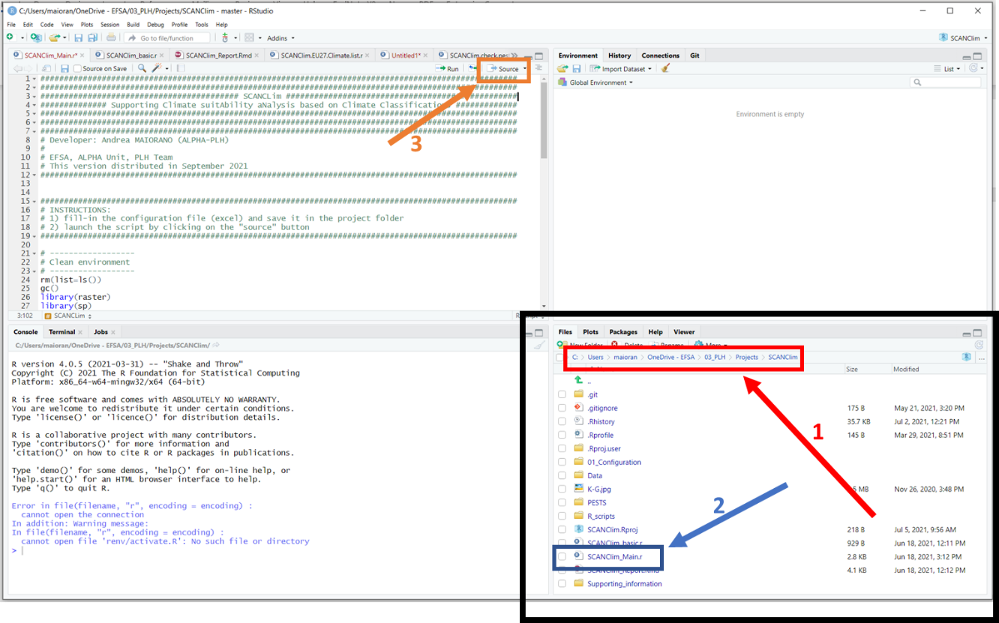 C:/Users/maioran/OneDrive - EFSA/03_PLH/Projects/SCANClim - master - RStudio
File Edit Code View Plots Session Build Debug Profile Tools Help
Go to file/function Addins SCANClim
SCANClim_Main.r* SCANClim_basic.r SCANClim_Report.Rmd SCANClim.EU27.Climate.list.r Untitled1* SCANClim.check.pes
Source on Save Run Source
1 #
2 #
3 # SCANCLim #
4 # Supporting Climate suitAbility aNalysis based on Climate Classification #
5 #
6 #
7 #
8 # Developer: Andrea MAIORANO (ALPHA-PLH)
9 #
10 # EFSA, ALPHA Unit, PLH Team
11 # This version distributed in September 2021
12 #
13
14
15 #
16 # INSTRUCTIONS:
17 # 1) fill-in the configuration file (excel) and save it in the project folder
18 # 2) launch the script by clicking on the "source" button
19 #
20
21 # ------------------
22 # Clean environment
23 # ------------------
24 rm(list=ls())
25 gc()
26 library(raster)
27 library(sp)
3:102 SCANCLim
3
Environment History Connections Git
Import Dataset List
Global Environment
Environment is empty
Console Terminal Jobs
C:/Users/maioran/OneDrive - EFSA/03_PLH/Projects/SCANClim/
R version 4.0.5 (2021-03-31) -- "Shake and Throw"
Copyright (C) 2021 The R Foundation for Statistical Computing
Platform: x86_64-w64-mingw32/x64 (64-bit)
R is free software and comes with ABSOLUTELY NO WARRANTY.
You are welcome to redistribute it under certain conditions.
Type 'license()' or 'licence()' for distribution details.
R is a collaborative project with many contributors.
Type 'contributors()' for more information and
'citation()' on how to cite R or R packages in publications.
Type 'demo()' for some demos, 'help()' for on-line help, or
'help.start()' for an HTML browser interface to help.
Type 'q()' to quit R.
Error in file(filename, "r", encoding = encoding) :
cannot open the connection
In addition: Warning message:
In file(filename, "r", encoding = encoding) :
cannot open file 'renv/activate.R': No such file or directory
>
Files Plots Packages Help Viewer
New Folder Delete Rename More
C: > Users > maioran > OneDrive - EFSA > 03_PLH > Projects > SCANClim
Size Modified
..
.git
.gitignore 175 B May 21, 2021, 3:20 PM
.Rhistory 35.7 KB Jul 2, 2021, 12:21 PM
.Rprofile 145 B Mar 29, 2021, 8:51 PM
.Rproj.user
01_Configuration
Data
K-G.jpg MB Nov 26, 2020, 3:48 PM
PESTS
R_scripts
SCANClim.Rproj 218 B Jul 5, 2021, 9:56 AM
SCANClim_basic.r 929 B Jun 18, 2021, 12:11 PM
SCANClim_Main.r 2.8 KB Jun 18, 2021, 3:12 PM
SCANClim_Report.Rmd 4.1 KB Jun 18, 2021, 12:12 PM
Supporting_information
1
2